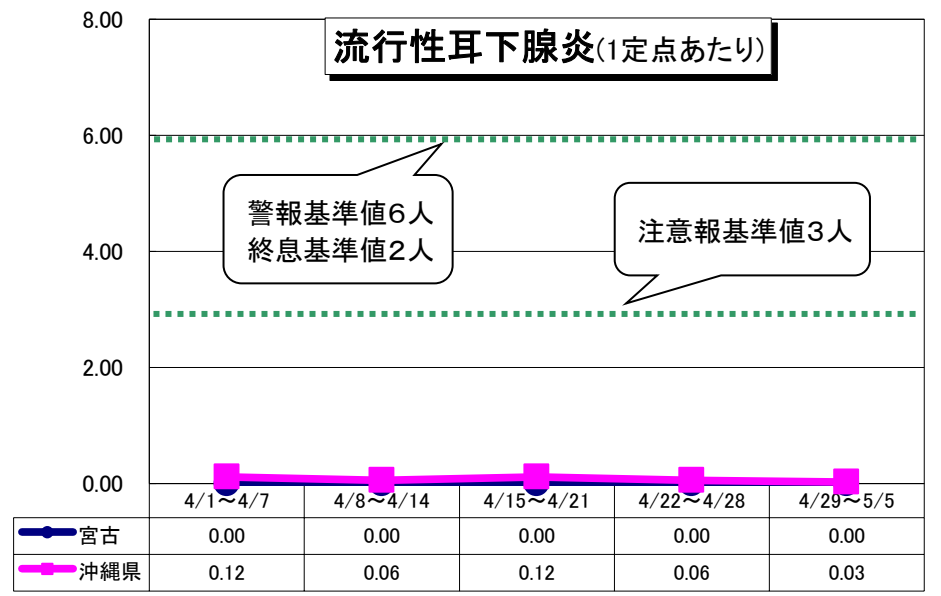 8.00
流行性耳下腺炎(1定点あたり)
6.00
警報基準値6人
終息基準値2人
注意報基準値3人
4.00
2.00
0.00
4/1～4/7 4/8～4/14 4/15～4/21 4/22～4/28 4/29～5/5
宮古 0.00 0.00 0.00 0.00 0.00
沖縄県 0.12 0.06 0.12 0.06 0.03